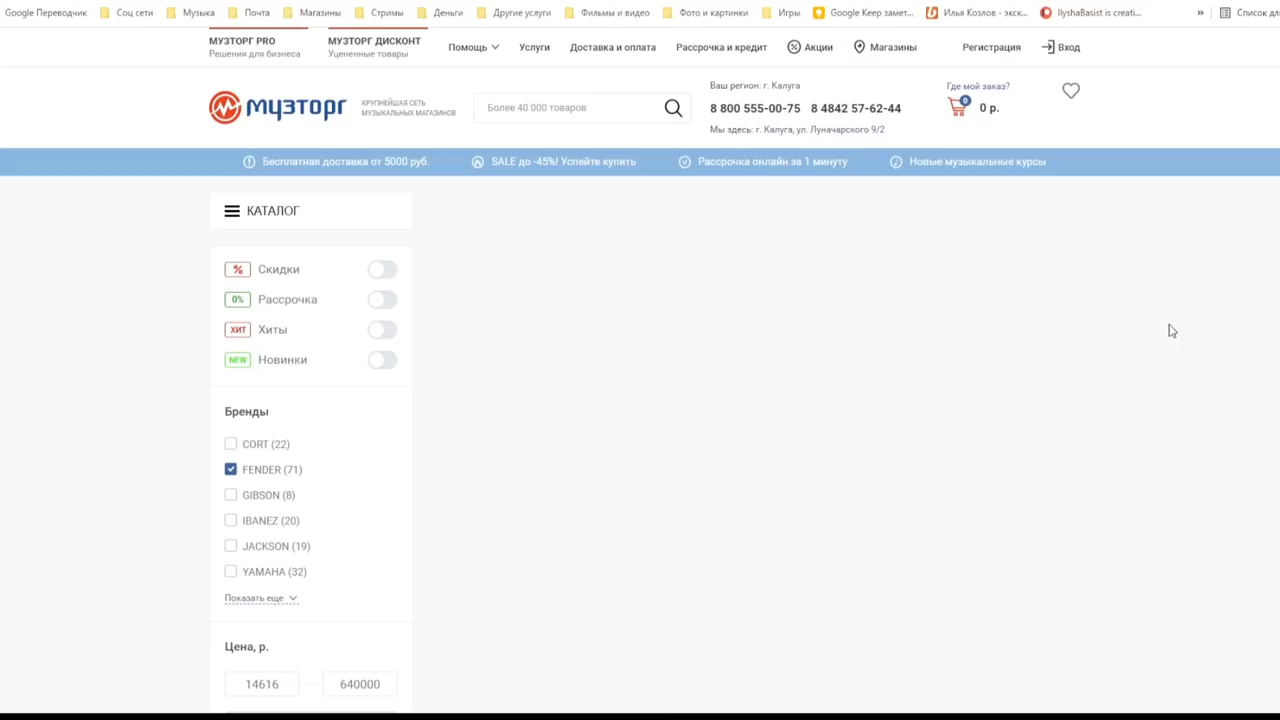 Google Переводчик Соц сети Музыка Почта Магазины Стримы Деньги Другие услуги Фильмы и видео Фото и картинки Игры Google Keep замет... Илья Козлов - экск... IlyshaBasist is creati... » Список для
МУЗТОРГ PRO
Решения для бизнеса
МУЗТОРГ ДИСКОНТ
Уцененные товары
Помощь Услуги Доставка и оплата Рассрочка и кредит Акции Магазины Регистрация Вход
музторг
КРУПНЕЙШАЯ СЕТЬ
МУЗЫКАЛЬНЫХ МАГАЗИНОВ
Более 40 000 товаров
Ваш регион: г. Калуга
8 800 555-00-75 8 4842 57-62-44
Мы здесь: г. Калуга, ул. Луначарского 9/2
Где мой заказ?
0 0 р.
Бесплатная доставка от 5000 руб. SALE до -45%! Успейте купить Рассрочка онлайн за 1 минуту Новые музыкальные курсы
КАТАЛОГ
% Скидки
0% Рассрочка
ХИТ Хиты
NEW Новинки
Бренды
CORT (22)
FENDER (71)
GIBSON (8)
IBANEZ (20)
JACKSON (19)
YAMAHA (32)
Показать еще
Цена, р.
14616 — 640000